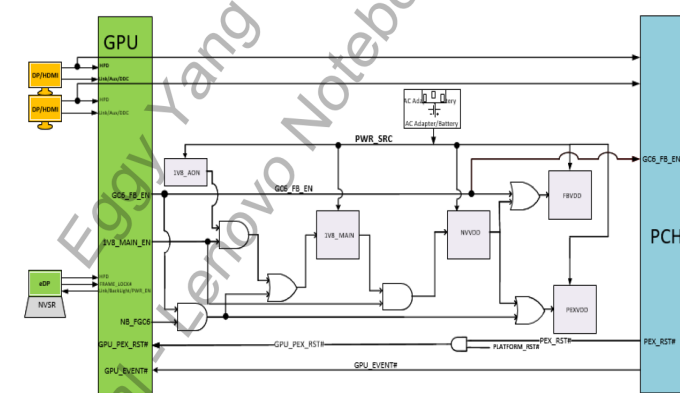 GPU
HPD
DP/HDMI
Link/Aux/DDC
HPD
DP/HDMI
Link/Aux/DDC
AC Adapter/Battery
PWR_SRC
1V8_AON
GC6_FB_EN
GC6_FB_EN
GC6_FB_EN
FBVDD
1V8_MAIN_EN
1V8_MAIN
NVVDD
PCH
eDP
HPD
FRAME_LOCK#
Link/BackLight/PWR_EN
NVSR
NB_FGC6
PEXVDD
GPU_PEX_RST#
GPU_PEX_RST#
PEX_RST#
PLATFORM_RST#
PEX_RST#
GPU_EVENT#
GPU_EVENT#
Eggy Yang
Lenovo Notebo